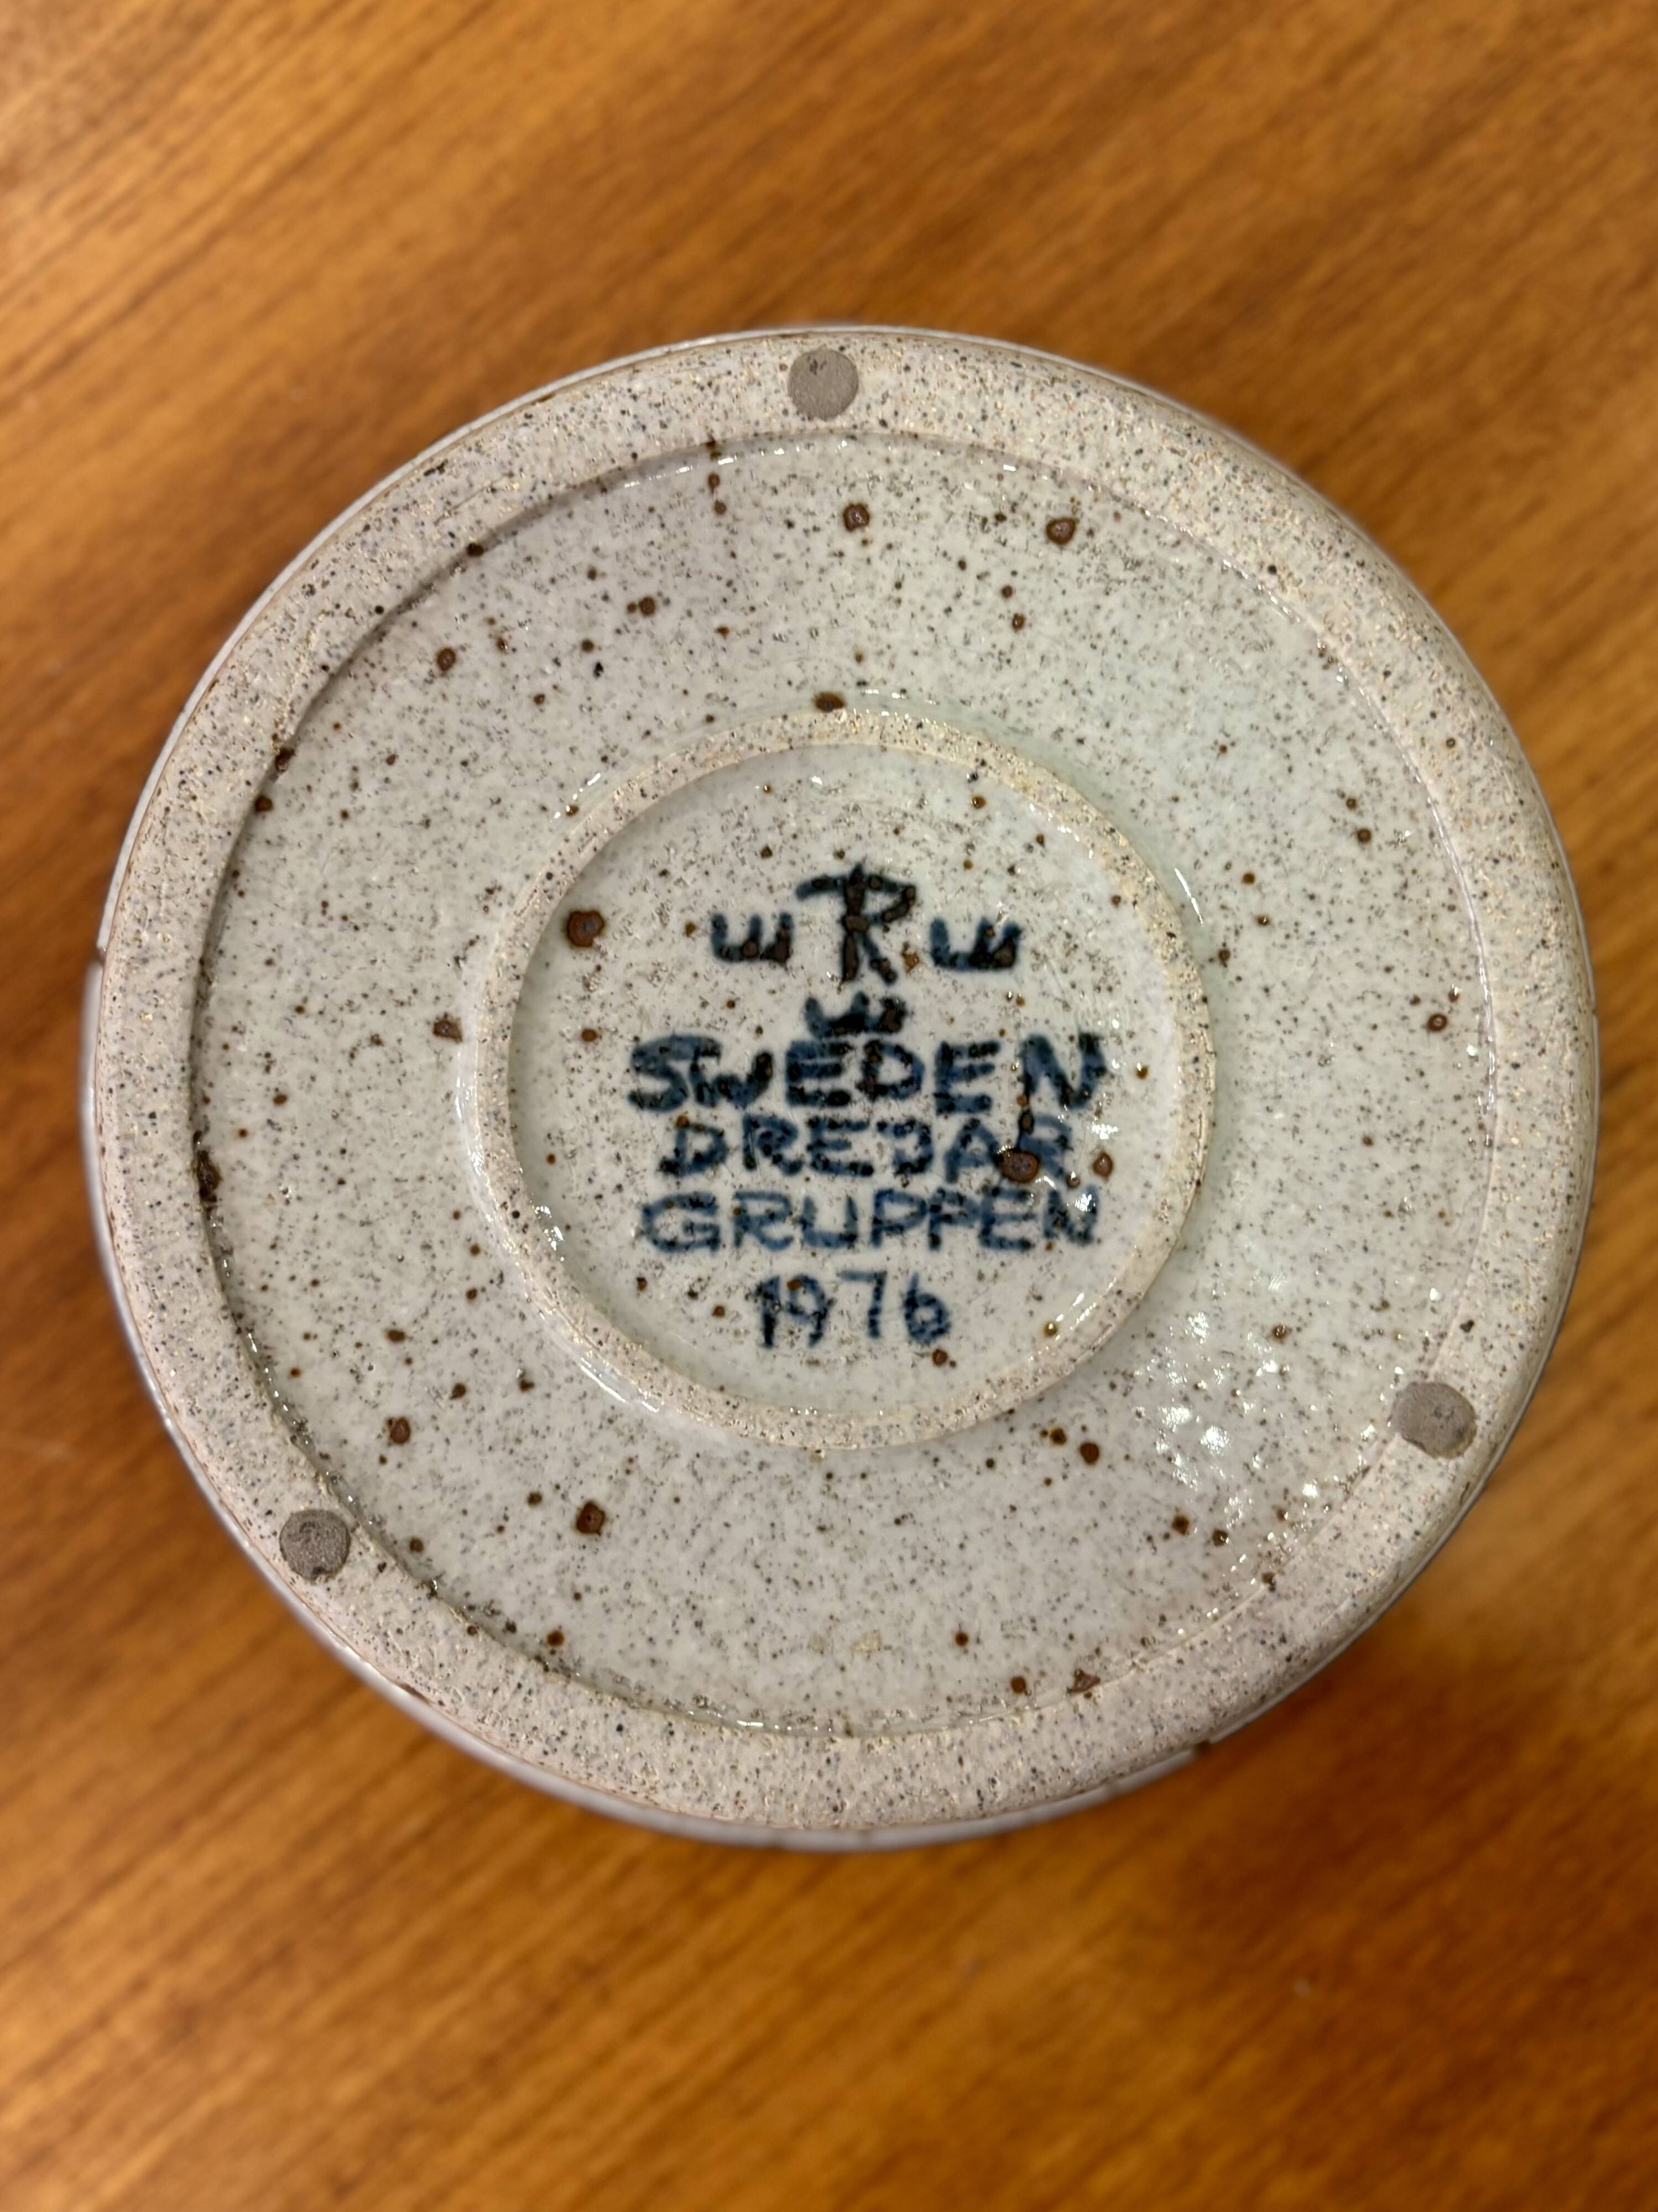 R
SWEDEN
DREJAR
GRUPPEN
1976